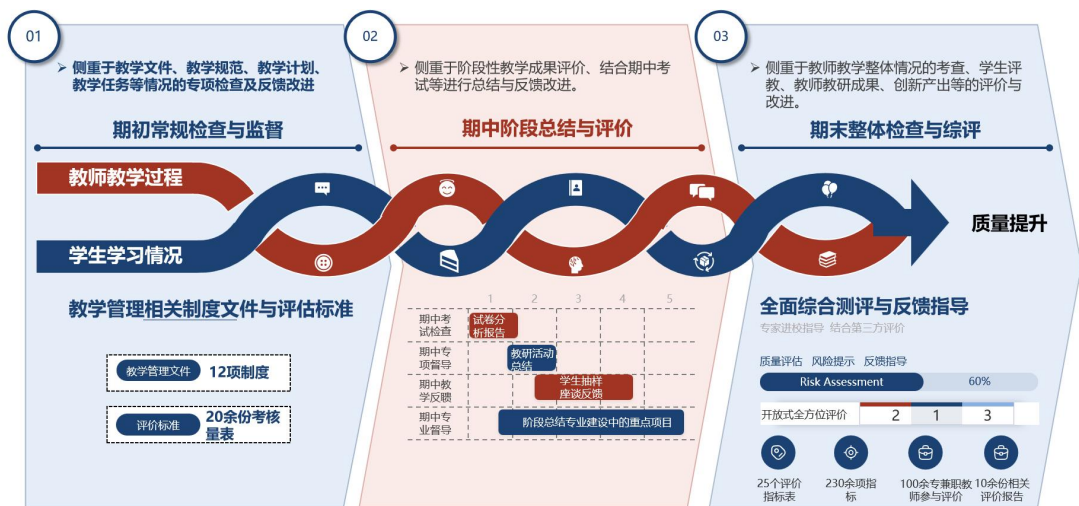 01
侧重于教学文件、教学规范、教学计划、
教学任务等情况的专项检查及反馈改进
期初常规检查与监督
02
侧重于阶段性教学成果评价、结合期中考
试等进行总结与反馈改进。
期中阶段总结与评价
03
侧重于教师教学整体情况的考查、学生评
教、教师教研成果、创新产出等的评价与
改进。
期末整体检查与综评
教师教学过程
学生学习情况
质量提升
教学管理相关制度文件与评估标准
教学管理文件
12项制度
评价标准
20余份考核
量表
1 2 3 4 5
期中考
试检查
试卷分
析报告
期中专
项督导
教研活动
总结
期中教
学反馈
学生抽样
座谈反馈
期中专
业督导
阶段总结专业建设中的重点项目
全面综合测评与反馈指导
专家进校指导 结合第三方评价
质量评估 风险提示 反馈指导
Risk Assessment 60%
开放式全方位评价 2 1 3
25个评价
指标表
230余项指
标
100余专兼职教
师参与评价
10余份相关
评价报告